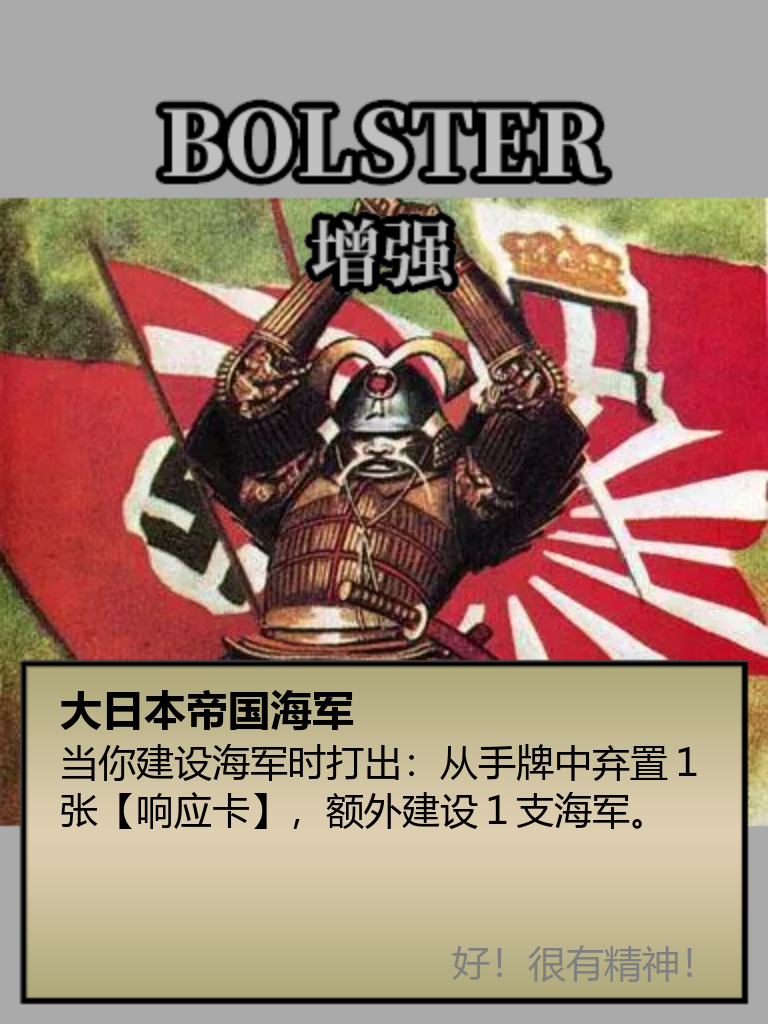 BOLSTER
增强
大日本帝国海军
当你建设海军时打出：从手牌中弃置1
张【响应卡】，额外建设1支海军。
好！很有精神！